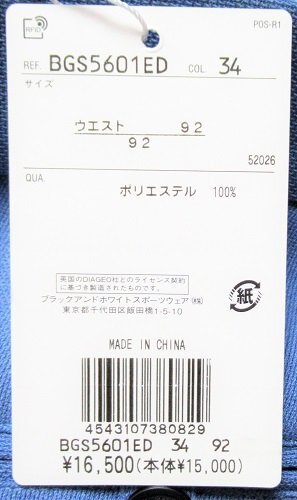 RFID
POS-R1
REF. BGS5601ED COL. 34
サイズ
ウエスト 92
92
52026
QUA.
ポリエステル 100%
英国のDIAGEO社とのライセンス契約
に基づき製造されたものです。
ブラックアンドホワイトスポーツウェア㈱
東京都千代田区飯田橋1-5-10
紙
MADE IN CHINA
4543107380829
BGS5601ED 34 92
¥16,500(本体¥15,000)